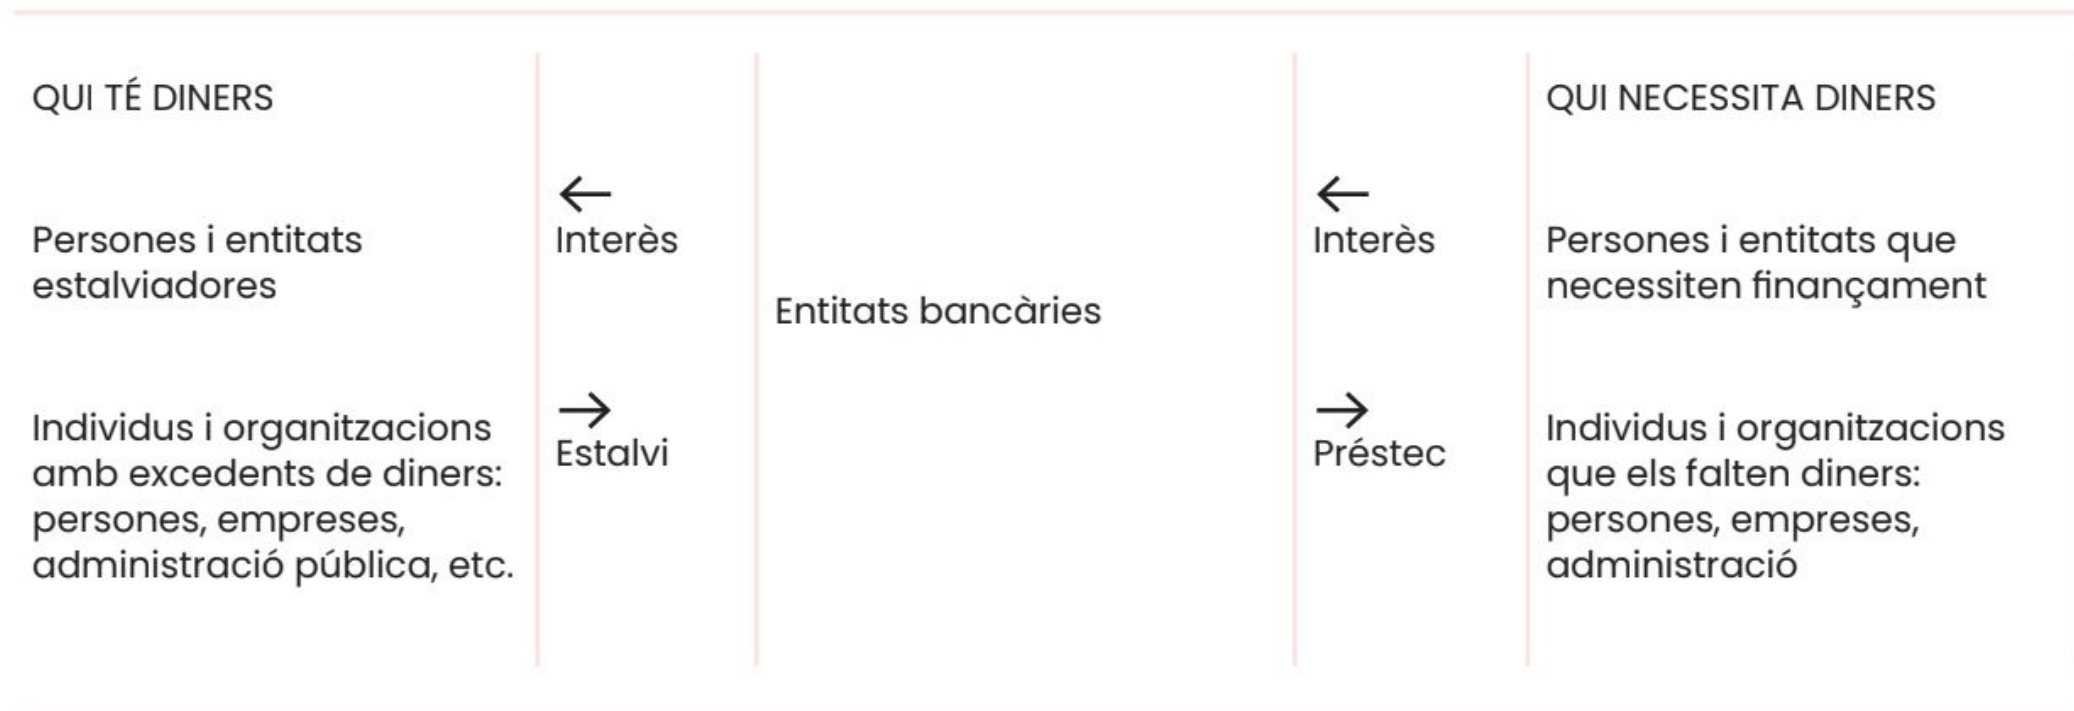 QUI TÉ DINERS
Persones i entitats
estalviadores
Individus i organitzacions
amb excedents de diners:
persones, empreses,
administració pública, etc.
←
Interès
→
Estalvi
Entitats bancàries
←
Interès
→
Préstec
QUI NECESSITA DINERS
Persones i entitats que
necessiten finançament
Individus i organitzacions
que els falten diners:
persones, empreses,
administració